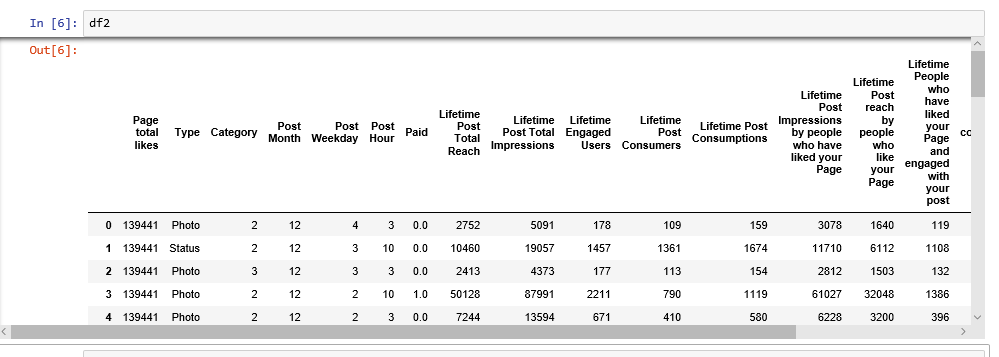 In [6]: df2
Out[6]:
Page total likes Type Category Post Month Post Weekday Post Hour Paid Lifetime Post Total Reach Lifetime Post Total Impressions Lifetime Engaged Users Lifetime Post Consumers Lifetime Post Consumptions Lifetime Post Impressions by people who have liked your Page Lifetime Post reach by people who like your Page Lifetime People who have liked your Page and engaged with your post co
0 139441 Photo 2 12 4 3 0.0 2752 5091 178 109 159 3078 1640 119
1 139441 Status 2 12 3 10 0.0 10460 19057 1457 1361 1674 11710 6112 1108
2 139441 Photo 3 12 3 3 0.0 2413 4373 177 113 154 2812 1503 132
3 139441 Photo 2 12 2 10 1.0 50128 87991 2211 790 1119 61027 32048 1386
4 139441 Photo 2 12 2 3 0.0 7244 13594 671 410 580 6228 3200 396